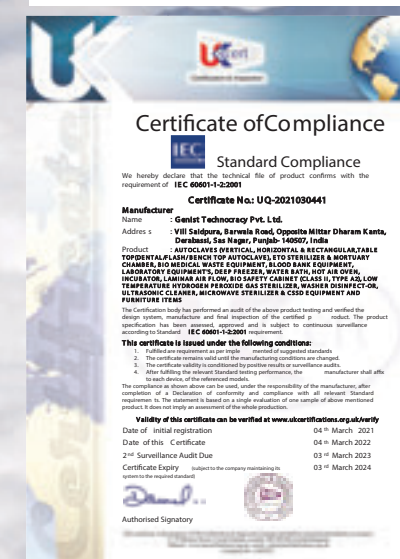 UKcert
Certificate ofCompliance
IEC
Standard Compliance
We hereby declare that the technical file of product confirms with the
requirement of IEC 60601-1-2:2001
Certificate No.: UQ-2021030441
Manufacturer
Name : Genist Technocracy Pvt. Ltd.
Addres s : Vill Saidpura, Barwala Road, Opposite Mittar Dharam Kanta,
Derabassi, Sas Nagar, Punjab- 140507, India
Product : AUTOCLAVES (VERTICAL, HORIZONTAL & RECTANGULAR,TABLE
TOP(DENTAL/FLASH/BENCH TOP AUTOCLAVE), ETO STERILIZER & MORTUARY
CHAMBER, BIO MEDICAL WASTE EQUIPMENT, BLOOD BANK EQUIPMENT,
LABORATORY EQUIPMENT'S, DEEP FREEZER, WATER BATH, HOT AIR OVEN,
INCUBATOR, LAMINAR AIR FLOW, BIO SAFETY CABINET (CLASS II, TYPE A2), LOW
TEMPERATURE HYDROGEN PEROXIDE GAS STERILIZER, WASHER DISINFECT-OR,
ULTRASONIC CLEANER, MICROWAVE STERILIZER & CSSD EQUIPMENT AND
FURNITURE ITEMS
The Certification body has performed an audit of the above product testing and verified the
design system, manufacture and final inspection of the certified p roduct. The product
specification has been assessed, approved and is subject to continuous surveillance
according to Standard IEC 60601-1-2:2001 requirement.
This certificate is issued under the following conditions:
1. Fulfilled are requirement as per imple mented of suggested standards
2. The certificate remains valid until the manufacturing conditions are changed.
3. The certificate validity is conditioned by positive results or surveillance audits.
4. After fulfilling the relevant Standard testing performance, the manufacturer shall affix
to each device, of the referenced models.
The compliance as shown above can be used, under the responsibility of the manufacturer, after
completion of a Declaration of conformity and compliance with all relevant Standard
requiremen ts. The statement is based on a single evaluation of one sample of above mentioned
product. It does not imply an assessment of the whole production.
Validity of this certificate can be verified at www.ukcertifications.org.uk/verify
Date of initial registration 04 th March 2021
Date of this Certificate 04 th March 2022
2 nd Surveillance Audit Due 03 rd March 2023
Certificate Expiry (subject to the company maintaining its 03 rd March 2024
system to the required standard)
Authorised Signatory